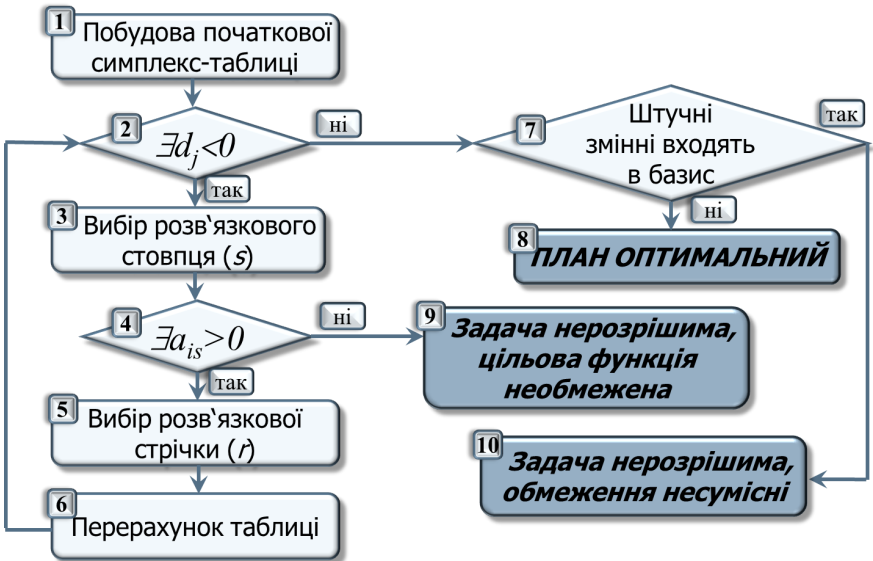 1
Побудова початкової
симплекс-таблиці
2
∃dj<0
ні
так
3
Вибір розв‘язкового
стовпця (s)
4
∃ais>0
ні
так
5
Вибір розв‘язкової
стрічки (r)
6
Перерахунок таблиці
7
Штучні
змінні входять
в базис
так
ні
8
ПЛАН ОПТИМАЛЬНИЙ
9
Задача нерозрішима,
цільова функція
необмежена
10
Задача нерозрішима,
обмеження несумісні